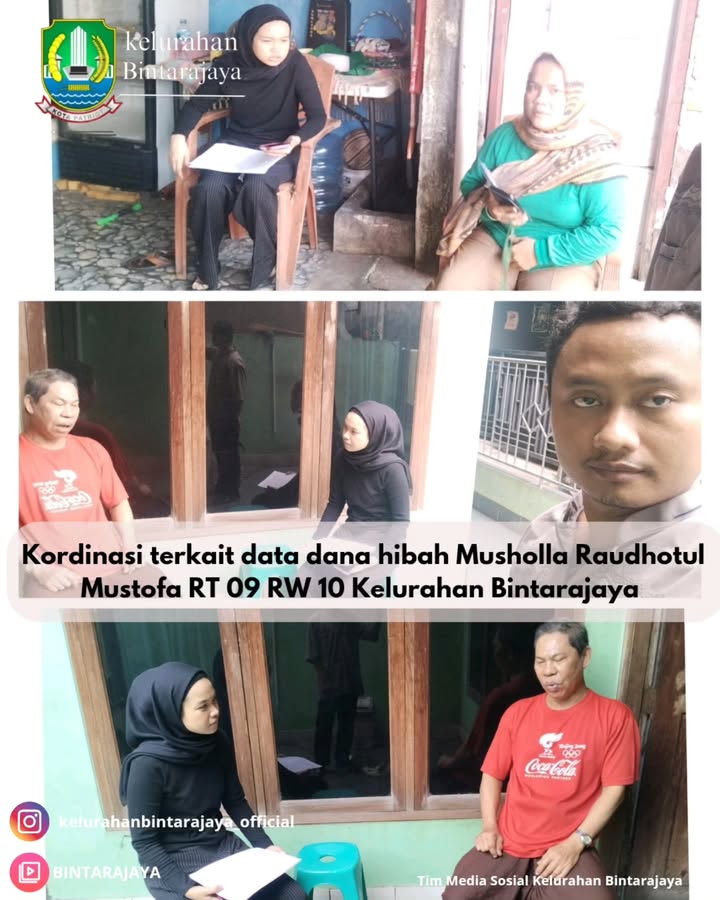 kelurahan
Bintarajaya
KOTA PATRIOT
Kordinasi terkait data dana hibah Musholla Raudhotul
Mustofa RT 09 RW 10 Kelurahan Bintarajaya
Beijing 2008
Coca-Cola
kelurahanbintarajaya_official
BINTARAJAYA
Tim Media Sosial Kelurahan Bintarajaya